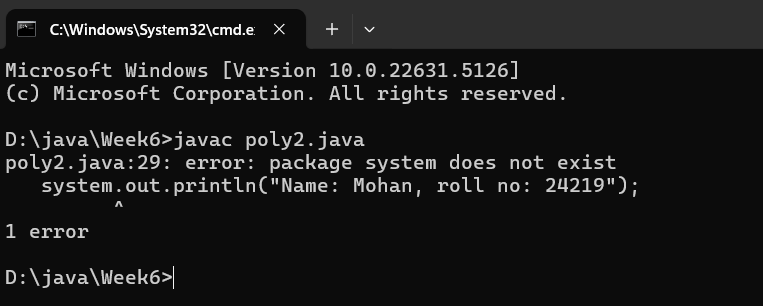 C:\Windows\System32\cmd.e
Microsoft Windows [Version 10.0.22631.5126]
(c) Microsoft Corporation. All rights reserved.
D:\java\Week6>javac poly2.java
poly2.java:29: error: package system does not exist
   system.out.println("Name: Mohan, roll no: 24219");
         ^
1 error
D:\java\Week6>